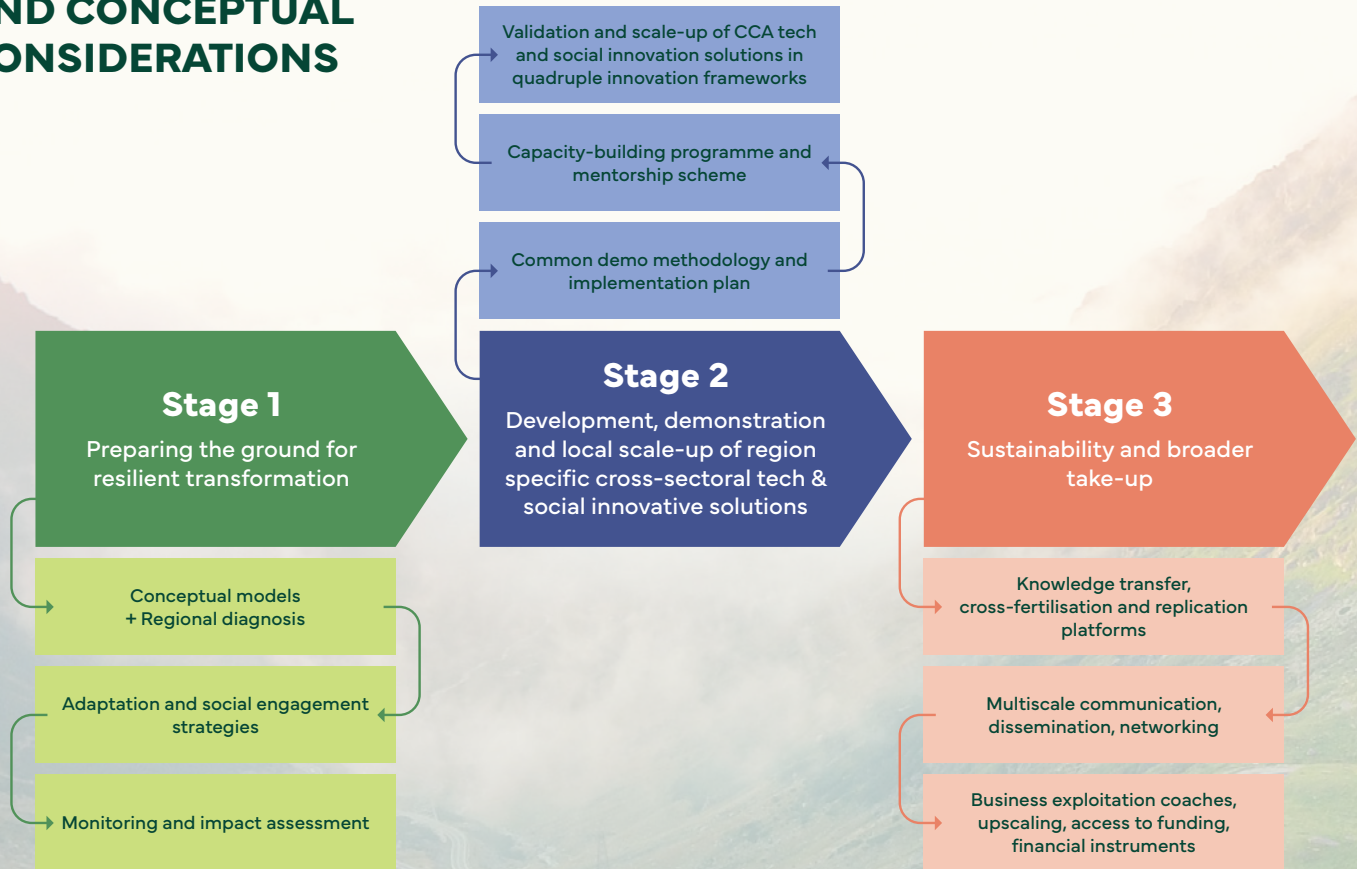 ND CONCEPTUAL
ONSIDERATIONS
Validation and scale-up of CCA tech
and social innovation solutions in
quadruple innovation frameworks
Capacity-building programme and
mentorship scheme
Common demo methodology and
implementation plan
Stage 1
Preparing the ground for
resilient transformation
Conceptual models
+ Regional diagnosis
Adaptation and social engagement
strategies
Monitoring and impact assessment
Stage 2
Development, demonstration
and local scale-up of region
specific cross-sectoral tech &
social innovative solutions
Stage 3
Sustainability and broader
take-up
Knowledge transfer,
cross-fertilisation and replication
platforms
Multiscale communication,
dissemination, networking
Business exploitation coaches,
upscaling, access to funding,
financial instruments